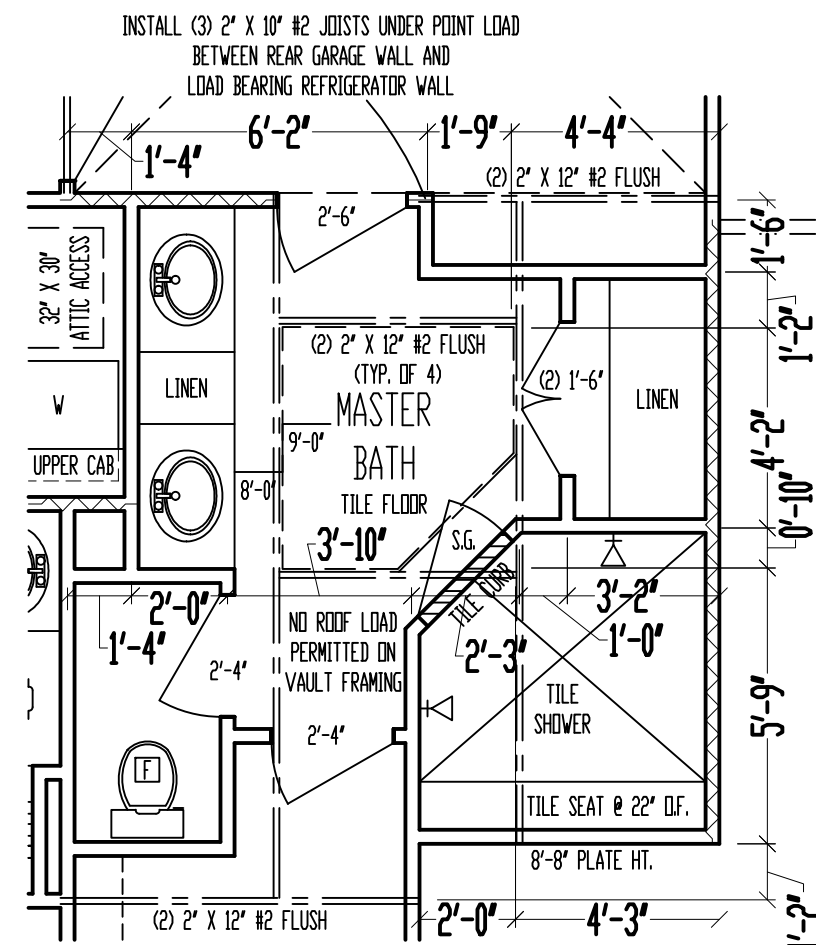 INSTALL (3) 2" X 10" #2 JOISTS UNDER POINT LOAD
BETWEEN REAR GARAGE WALL AND
LOAD BEARING REFRIGERATOR WALL
6'-2"
1'-9"
4'-4"
1'-4"
(2) 2" X 12" #2 FLUSH
2'-6"
1'-6"
32" X 30"
ATTIC ACCESS
1'-2"
(2) 2" X 12" #2 FLUSH
(TYP. OF 4)
(2) 1'-6"
LINEN
LINEN
W
MASTER
BATH
TILE FLOOR
9'-0"
8'-0"
4'-2"
UPPER CAB
0'-10"
S.G.
3'-10"
TILE CURB
2'-0"
3'-2"
1'-4"
1'-0"
2'-3"
NO ROOF LOAD
PERMITTED ON
VAULT FRAMING
2'-4"
2'-4"
TILE
SHOWER
5'-9"
F
TILE SEAT @ 22" O.F.
8'-8" PLATE HT.
(2) 2" X 12" #2 FLUSH
2'-0"
4'-3"